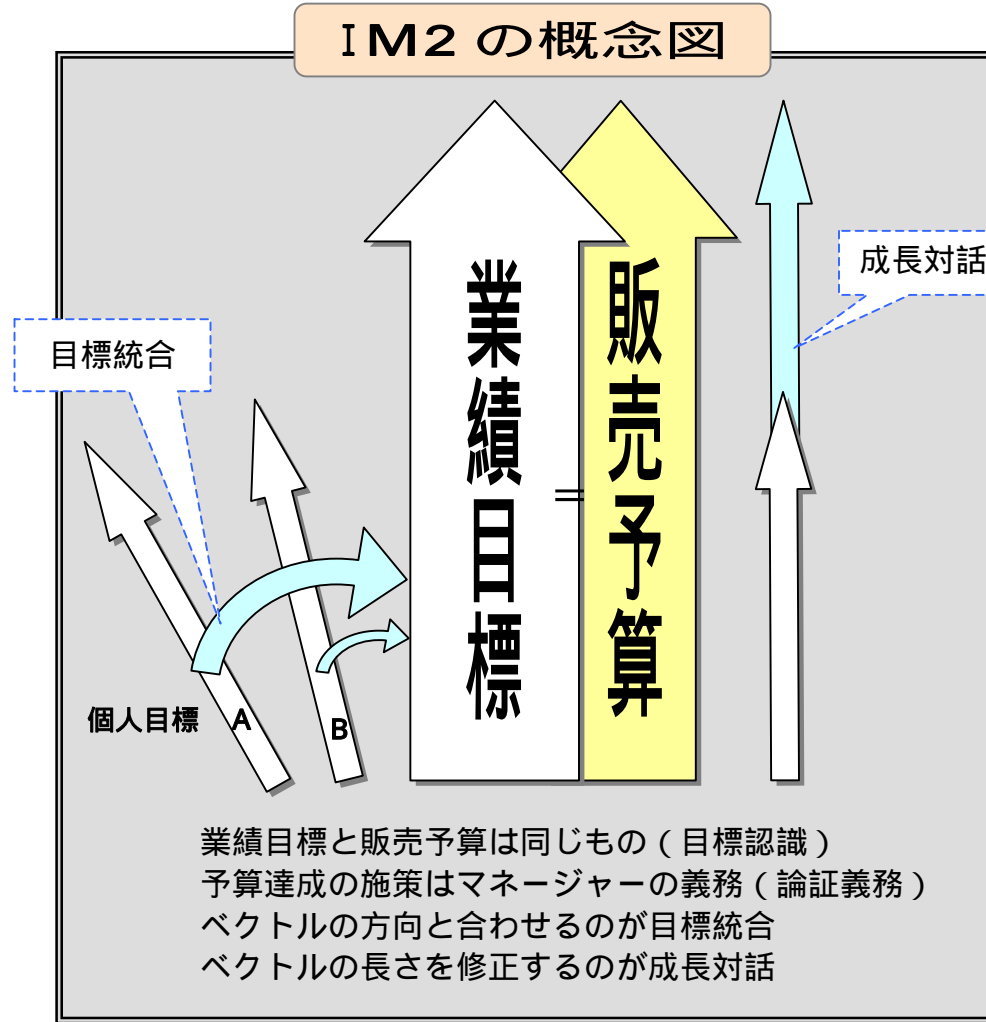 IM2 の概念図
業績目標
＝
販売予算
成長対話
目標統合
個人目標
A
B
業績目標と販売予算は同じもの（目標認識）
予算達成の施策はマネージャーの義務（論証義務）
ベクトルの方向と合わせるのが目標統合
ベクトルの長さを修正するのが成長対話